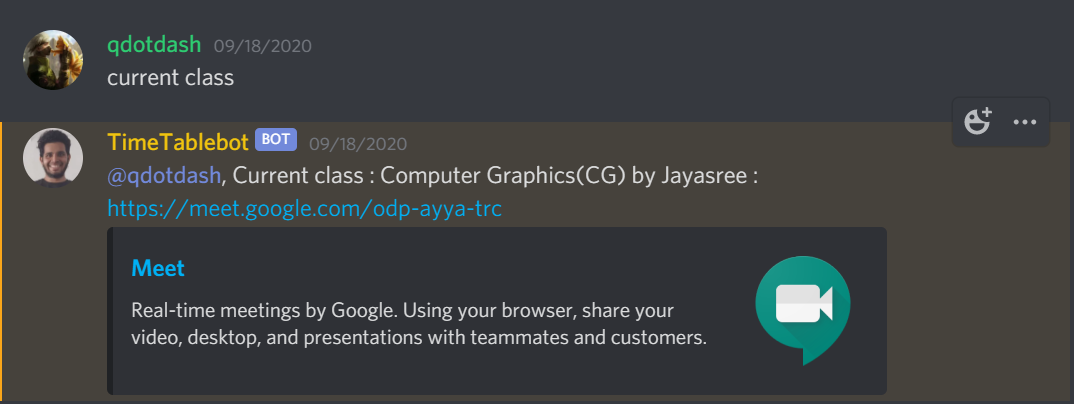 qdotdash 09/18/2020
current class
TimeTablebot BOT 09/18/2020
@qdotdash, Current class : Computer Graphics(CG) by Jayasree :
https://meet.google.com/odp-ayya-trc
Meet
Real-time meetings by Google. Using your browser, share your
video, desktop, and presentations with teammates and customers.